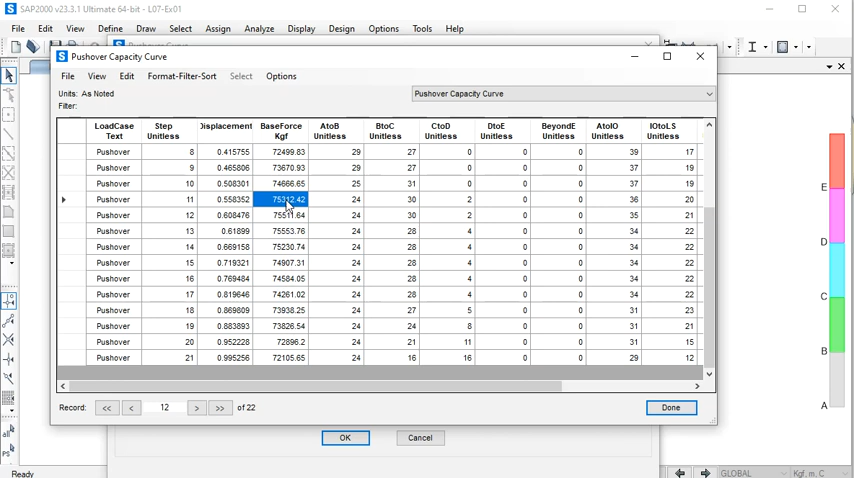 SAP2000 v23.3.1 Ultimate 64-bit - L07-Ex01
File Edit View Define Draw Select Assign Analyze Display Design Options Tools Help
Pushover Curve
Pushover Capacity Curve
File View Edit Format-Filter-Sort Select Options
Units: As Noted Pushover Capacity Curve
Filter:
LoadCase Step Displacement BaseForce AtoB BtoC CtoD DtoE BeyondE AtoIO IOtoLS
Text Unitless Kgf Unitless Unitless Unitless Unitless Unitless Unitless Unitless
Pushover 8 0.415755 72499.83 29 27 0 0 0 39 17
Pushover 9 0.465806 73670.93 29 27 0 0 0 37 19
Pushover 10 0.508301 74666.65 25 31 0 0 0 37 19
Pushover 11 0.558352 75312.42 24 30 2 0 0 36 20
Pushover 12 0.608476 75511.64 24 30 2 0 0 35 21
Pushover 13 0.61899 75553.76 24 28 4 0 0 34 22
Pushover 14 0.669158 75230.74 24 28 4 0 0 34 22
Pushover 15 0.719321 74907.31 24 28 4 0 0 34 22
Pushover 16 0.769484 74584.05 24 28 4 0 0 34 22
Pushover 17 0.819646 74261.02 24 28 4 0 0 34 22
Pushover 18 0.869809 73938.25 24 27 5 0 0 31 23
Pushover 19 0.883893 73826.54 24 24 8 0 0 31 21
Pushover 20 0.952228 72896.2 24 21 11 0 0 31 15
Pushover 21 0.995256 72105.65 24 16 16 0 0 29 12
Record: << < 12 > >> of 22 Done
OK Cancel
E
D
C
B
A
all
PS
Ready GLOBAL Kgf, m, C